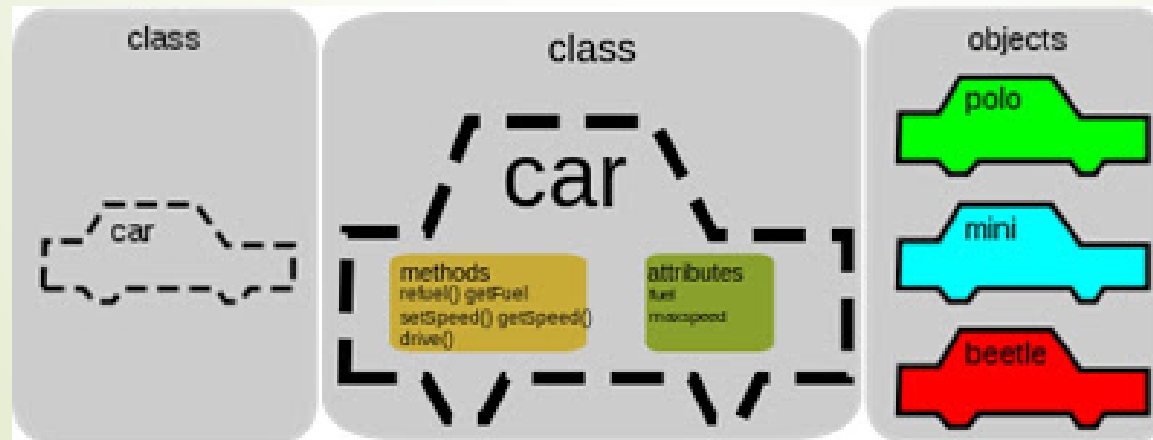 class
car
class
car
methods
refuel() getFuel
setSpeed() getSpeed()
drive()
attributes
fuel
maxspeed
objects
polo
mini
beetle